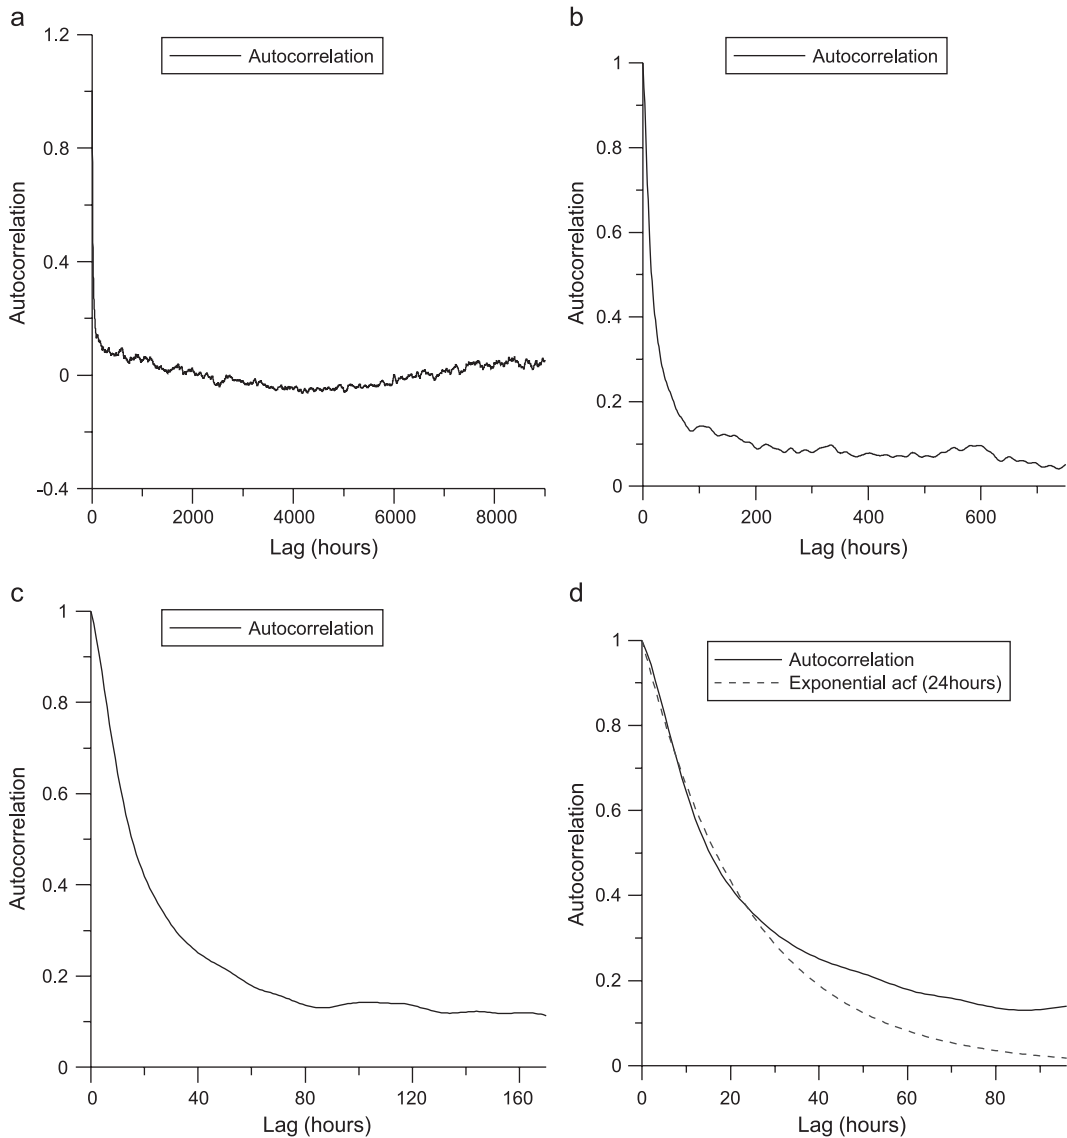 a
1.2
Autocorrelation
0.8
0.4
0
-0.4
Autocorrelation
0 2000 4000 6000 8000
Lag (hours)
b
Autocorrelation
1
0.8
0.6
0.4
0.2
0
Autocorrelation
0 200 400 600
Lag (hours)
c
Autocorrelation
1
0.8
0.6
0.4
0.2
0
Autocorrelation
0 40 80 120 160
Lag (hours)
d
Autocorrelation
Exponential acf (24hours)
1
0.8
0.6
0.4
0.2
0
Autocorrelation
0 20 40 60 80
Lag (hours)